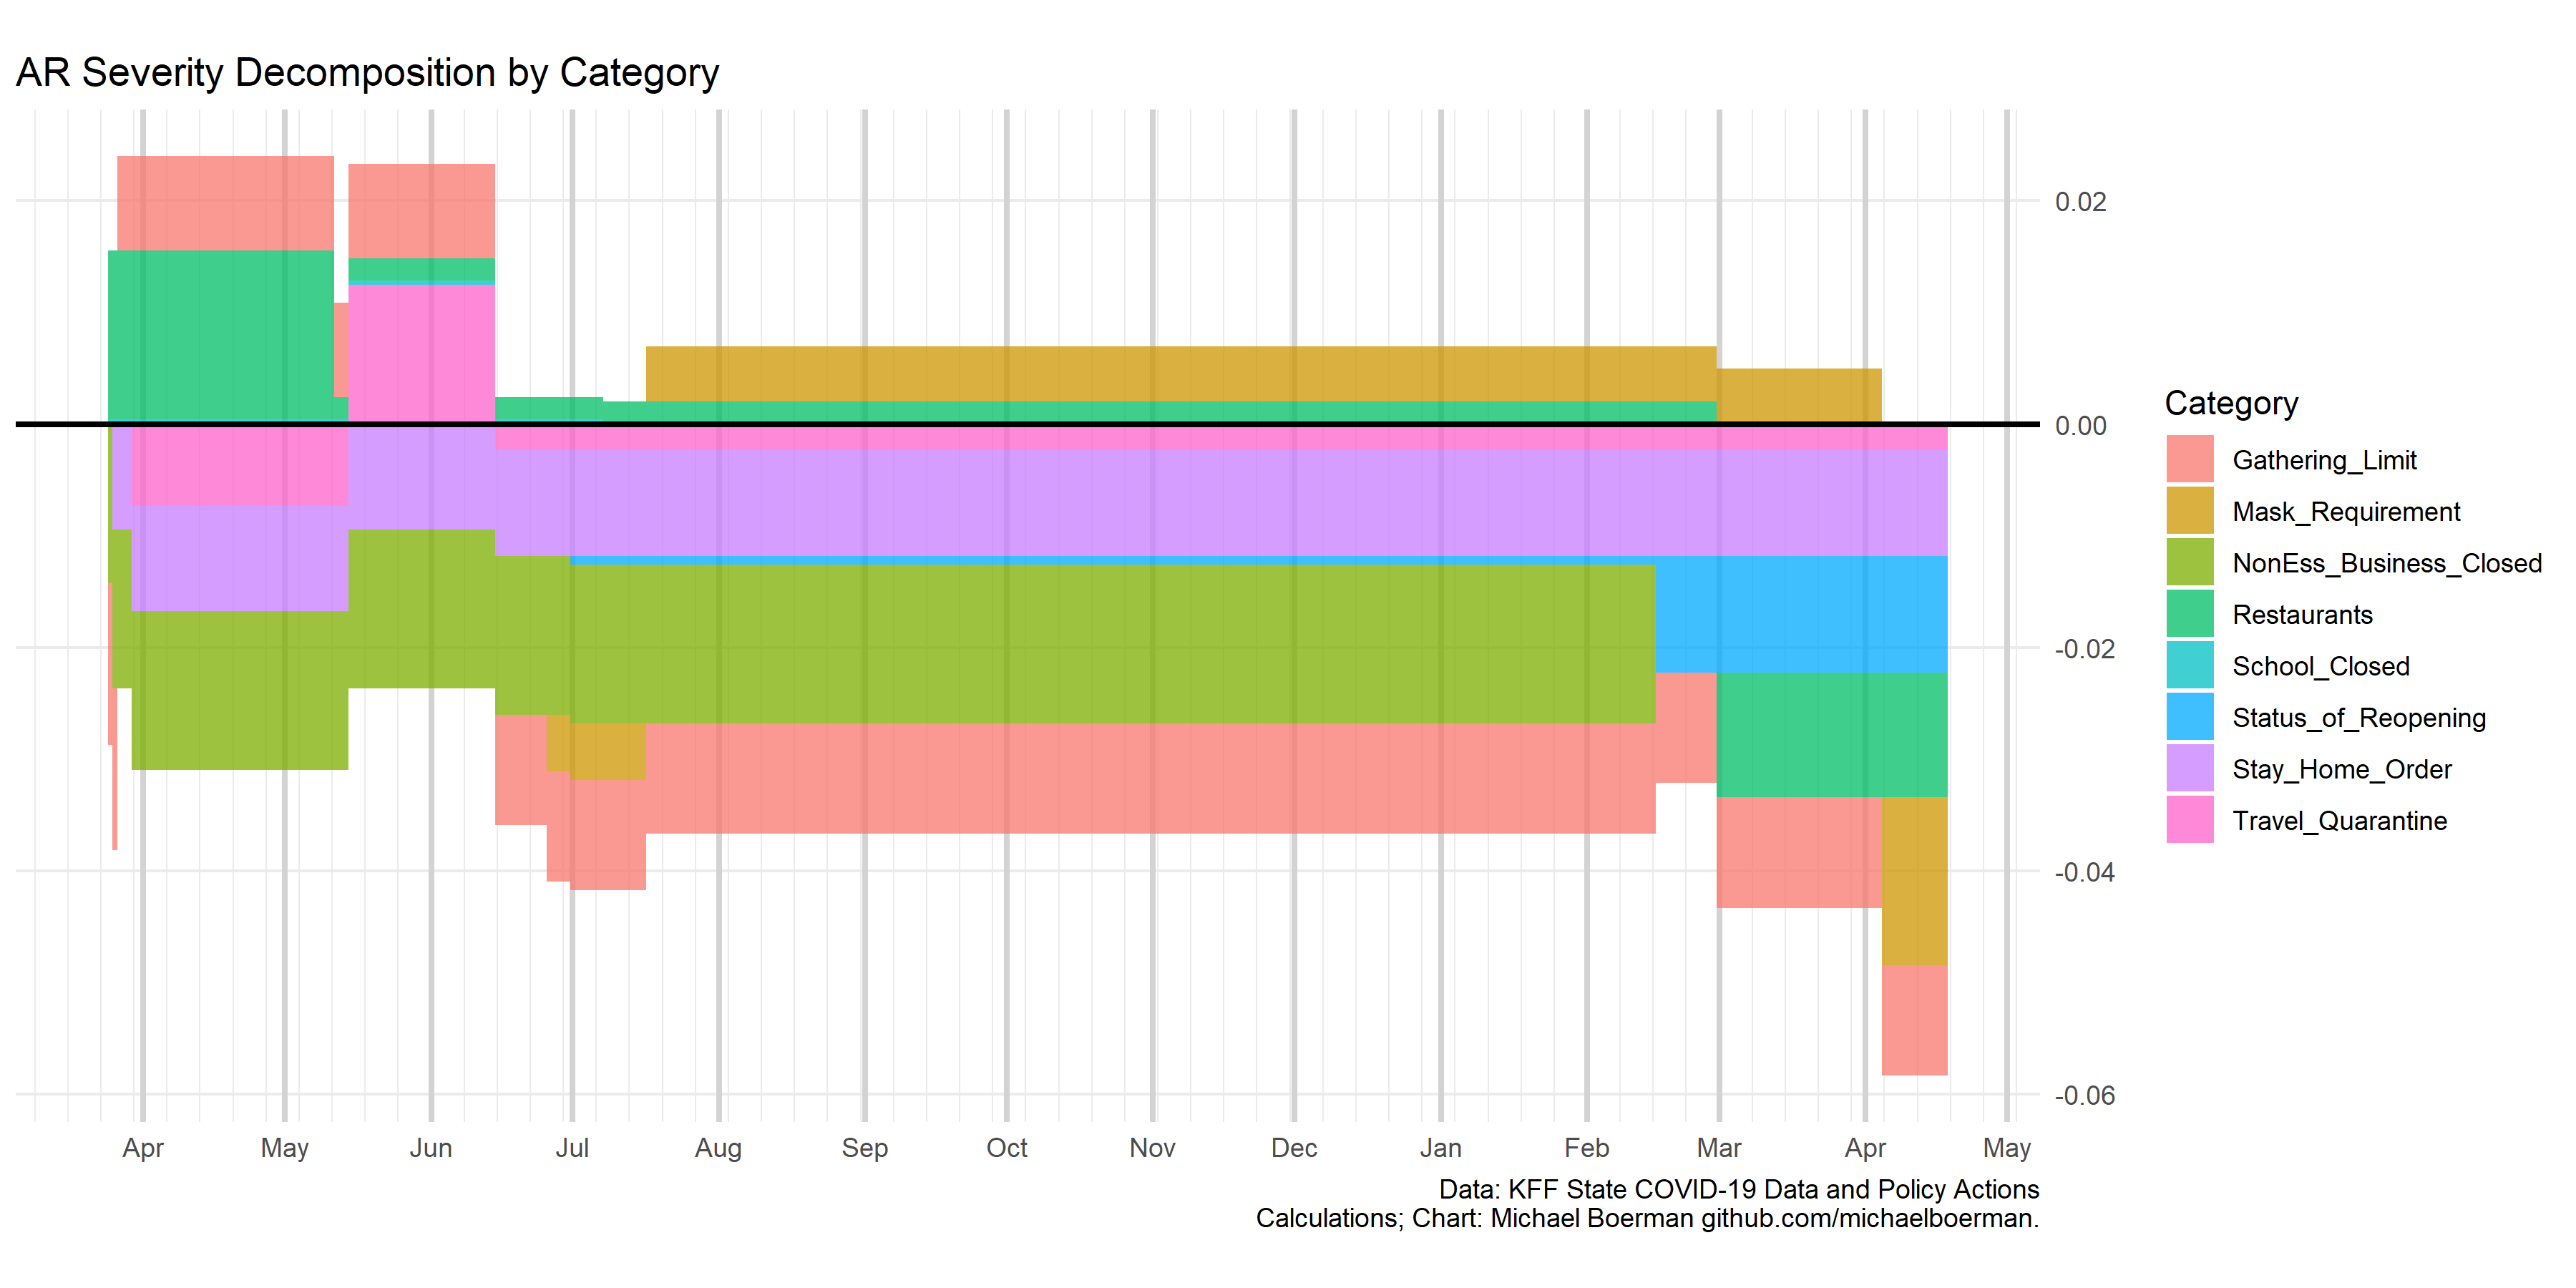 AR Severity Decomposition by Category
0.02
0.00
-0.02
-0.04
-0.06
Apr May Jun Jul Aug Sep Oct Nov Dec Jan Feb Mar Apr May
Category
Gathering_Limit
Mask_Requirement
NonEss_Business_Closed
Restaurants
School_Closed
Status_of_Reopening
Stay_Home_Order
Travel_Quarantine
Data: KFF State COVID-19 Data and Policy Actions
Calculations; Chart: Michael Boerman github.com/michaelboerman.